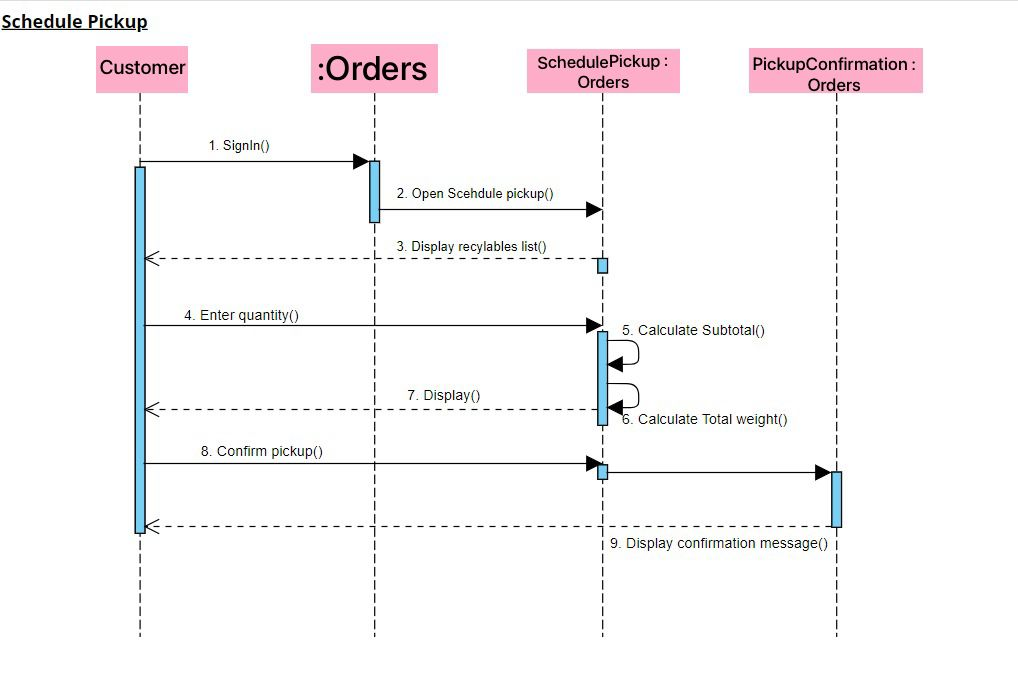 Schedule Pickup
Customer
:Orders
SchedulePickup :
Orders
PickupConfirmation :
Orders
1. SignIn()
2. Open Scehdule pickup()
3. Display recylables list()
4. Enter quantity()
5. Calculate Subtotal()
7. Display()
6. Calculate Total weight()
8. Confirm pickup()
9. Display confirmation message()